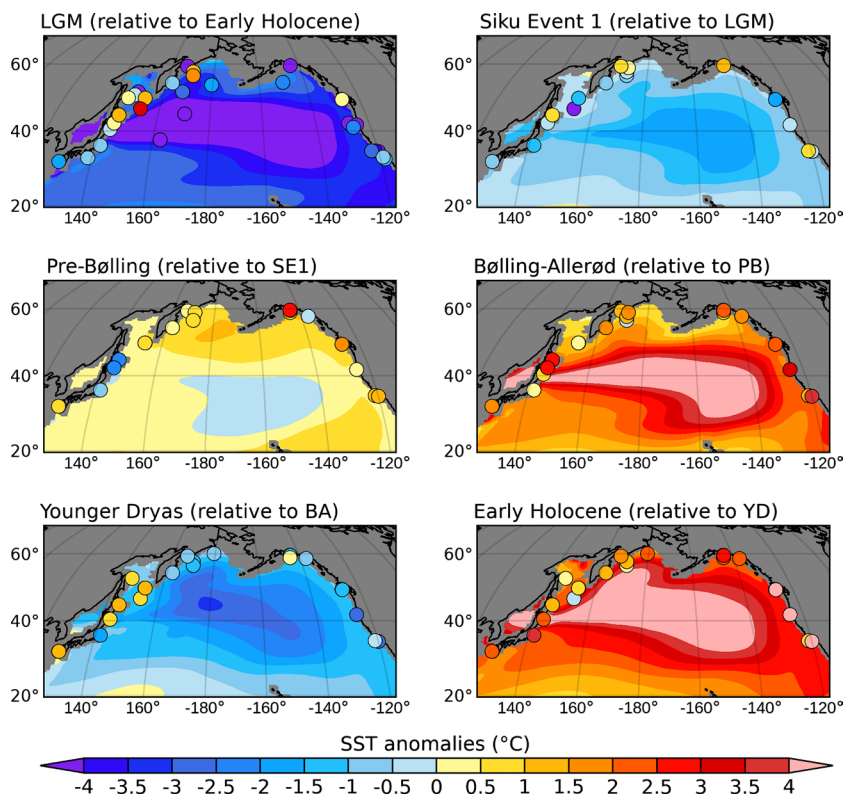 LGM (relative to Early Holocene)
Siku Event 1 (relative to LGM)
60°
40°
20°
140° 160° -180° -160° -140° -120°
60°
40°
20°
140° 160° -180° -160° -140° -120°
Pre-Bølling (relative to SE1)
Bølling-Allerød (relative to PB)
60°
40°
20°
140° 160° -180° -160° -140° -120°
60°
40°
20°
140° 160° -180° -160° -140° -120°
Younger Dryas (relative to BA)
Early Holocene (relative to YD)
60°
40°
20°
140° 160° -180° -160° -140° -120°
60°
40°
20°
140° 160° -180° -160° -140° -120°
SST anomalies (°C)
-4 -3.5 -3 -2.5 -2 -1.5 -1 -0.5 0 0.5 1 1.5 2 2.5 3 3.5 4